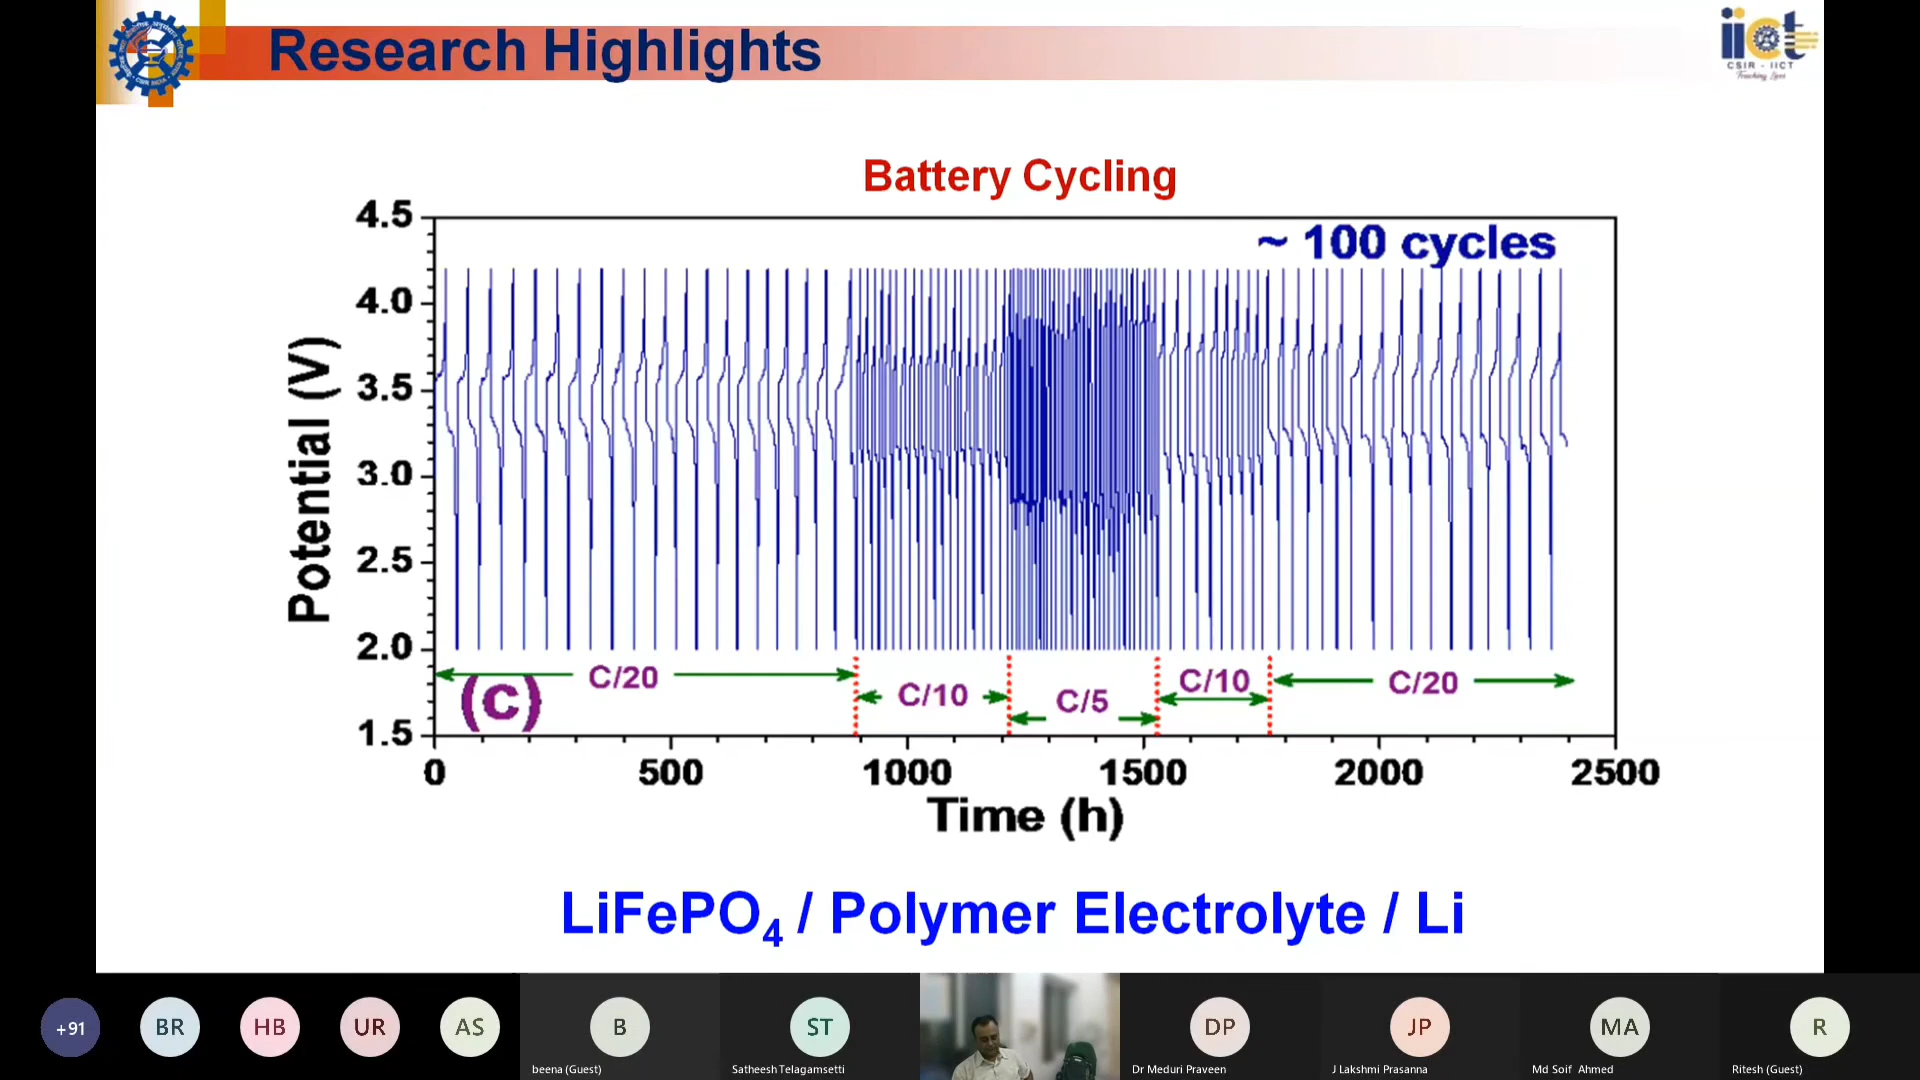 Research Highlights
iict
CSIR - IICT
Touching Lives
Battery Cycling
~ 100 cycles
4.5
4.0
3.5
3.0
2.5
2.0
1.5
Potential (V)
C/20
C/10
C/5
C/10
C/20
(c)
0 500 1000 1500 2000 2500
Time (h)
LiFePO₄ / Polymer Electrolyte / Li
+91 BR HB UR AS B ST DP JP MA R
beena (Guest) Satheesh Telagamsetti Dr Meduri Praveen J Lakshmi Prasanna Md Soif Ahmed Ritesh (Guest)